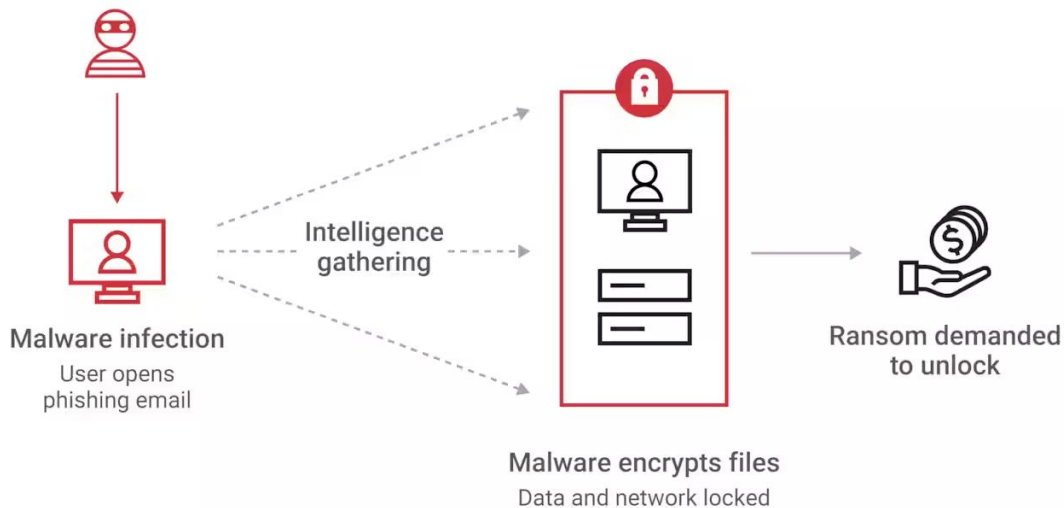 Malware infection
User opens
phishing email
Intelligence
gathering
Malware encrypts files
Data and network locked
$
Ransom demanded
to unlock